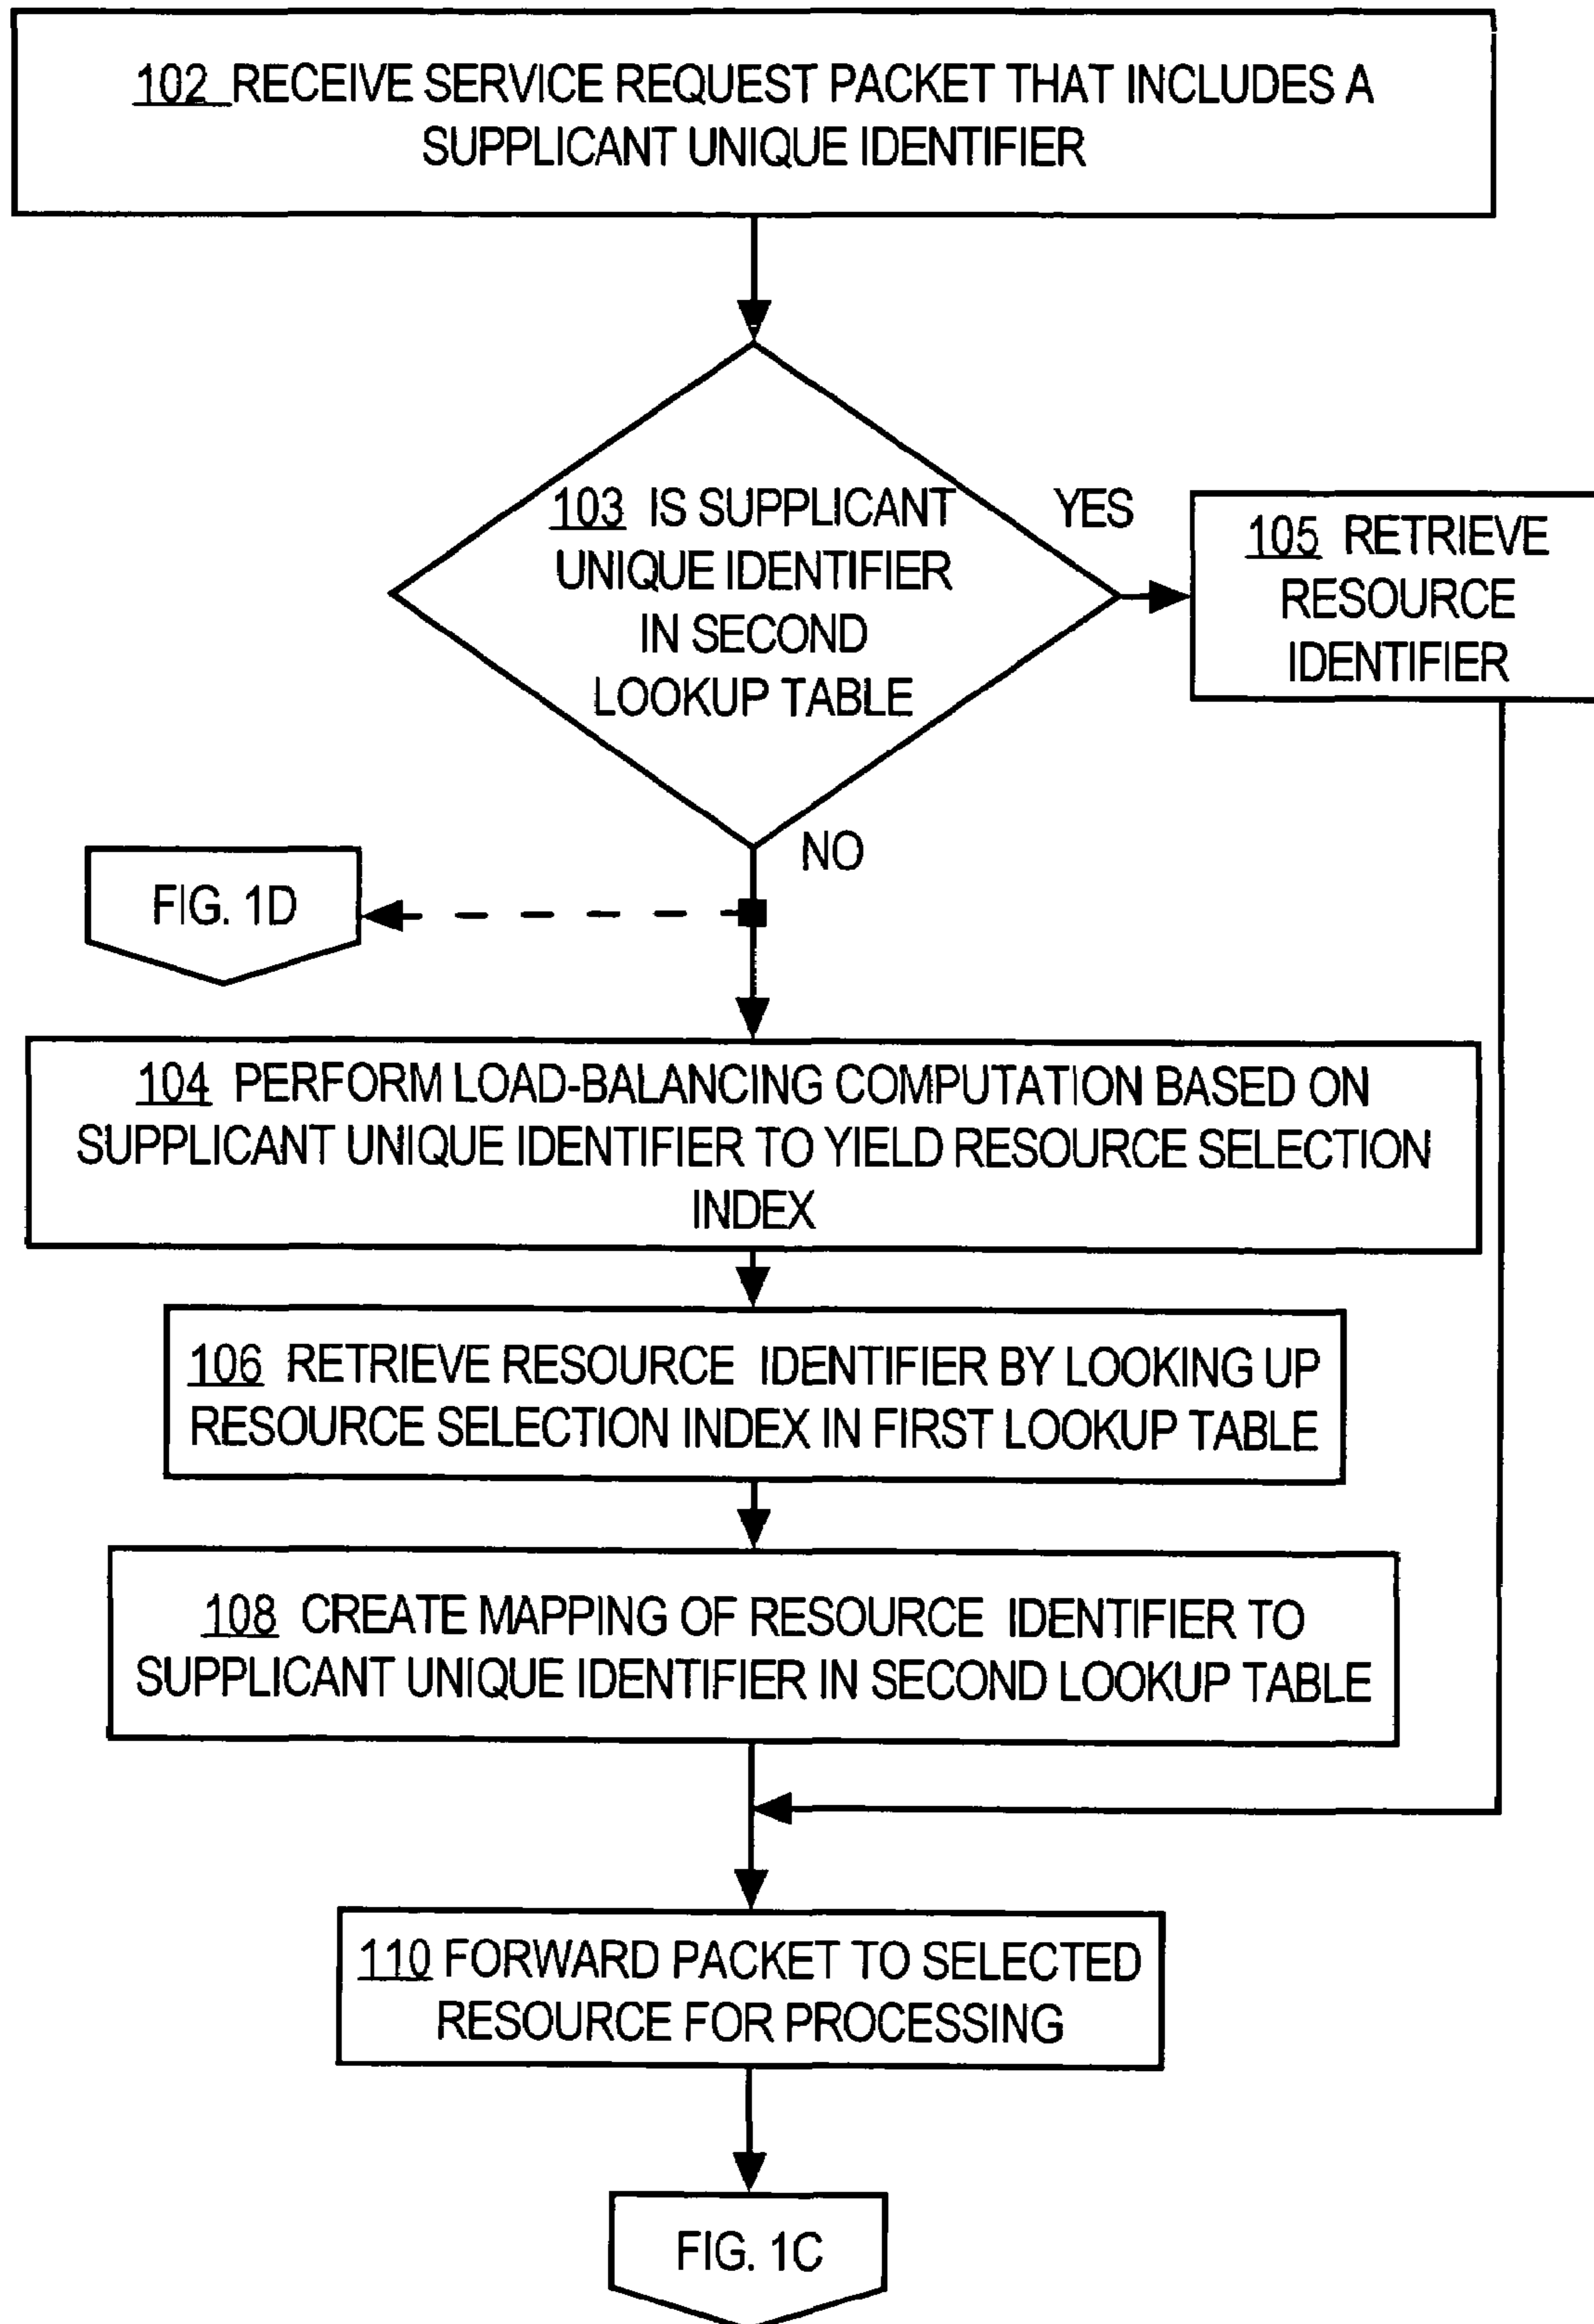 102 RECEIVE SERVICE REQUEST PACKET THAT INCLUDES A
SUPPLICANT UNIQUE IDENTIFIER
103 IS SUPPLICANT
UNIQUE IDENTIFIER
IN SECOND
LOOKUP TABLE
YES
105 RETRIEVE
RESOURCE
IDENTIFIER
NO
FIG. 1D
104 PERFORM LOAD-BALANCING COMPUTATION BASED ON
SUPPLICANT UNIQUE IDENTIFIER TO YIELD RESOURCE SELECTION
INDEX
106 RETRIEVE RESOURCE IDENTIFIER BY LOOKING UP
RESOURCE SELECTION INDEX IN FIRST LOOKUP TABLE
108 CREATE MAPPING OF RESOURCE IDENTIFIER TO
SUPPLICANT UNIQUE IDENTIFIER IN SECOND LOOKUP TABLE
110 FORWARD PACKET TO SELECTED
RESOURCE FOR PROCESSING
FIG. 1C